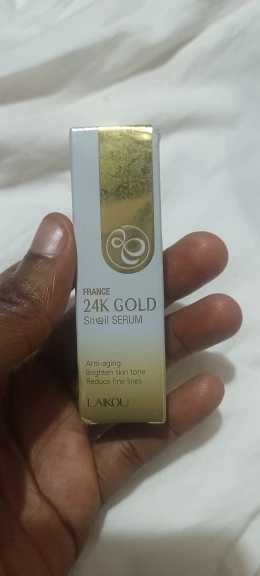 FRANCE
24K GOLD
Snail SERUM
Anti-aging
Brighten skin tone
Reduce fine lines
LAIKOU